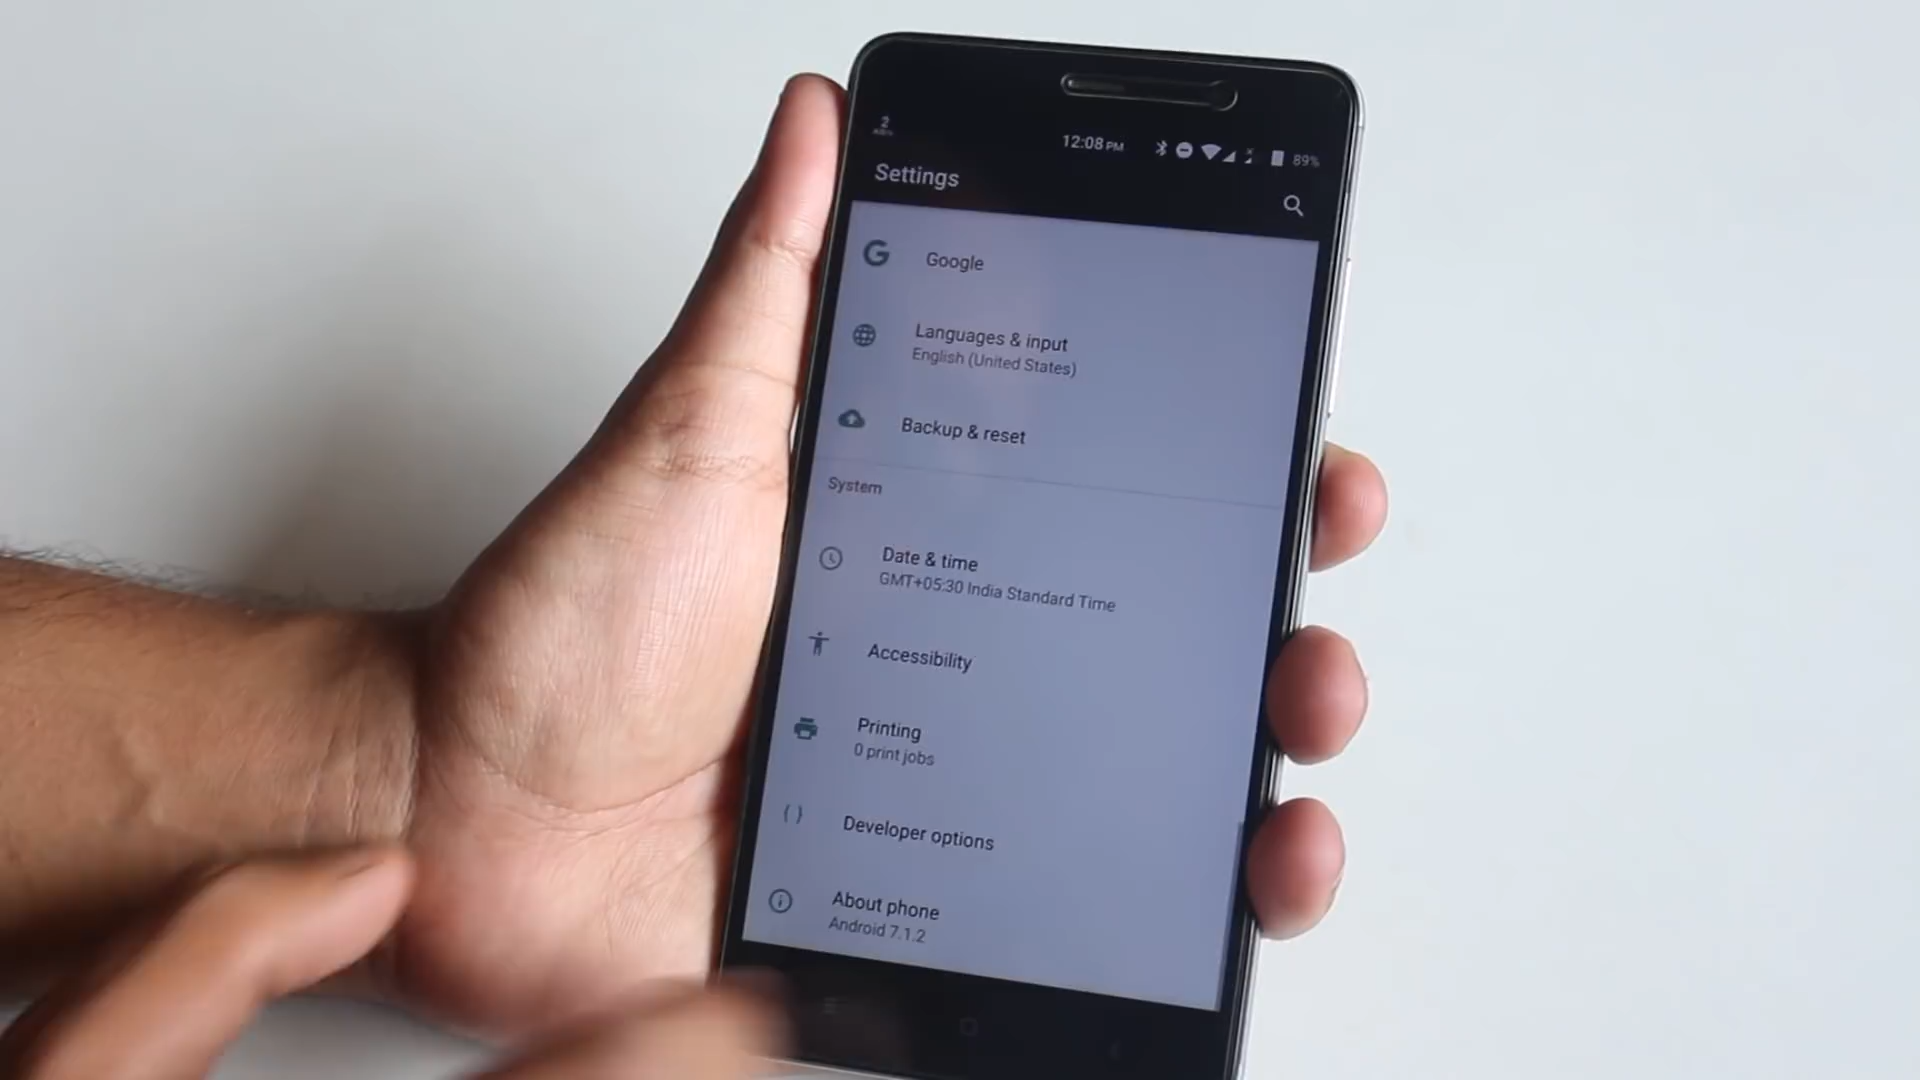 2
12:08 PM
89%
Settings
Google
Languages & input
English (United States)
Backup & reset
System
Date & time
GMT+05:30 India Standard Time
Accessibility
Printing
0 print jobs
Developer options
About phone
Android 7.1.2